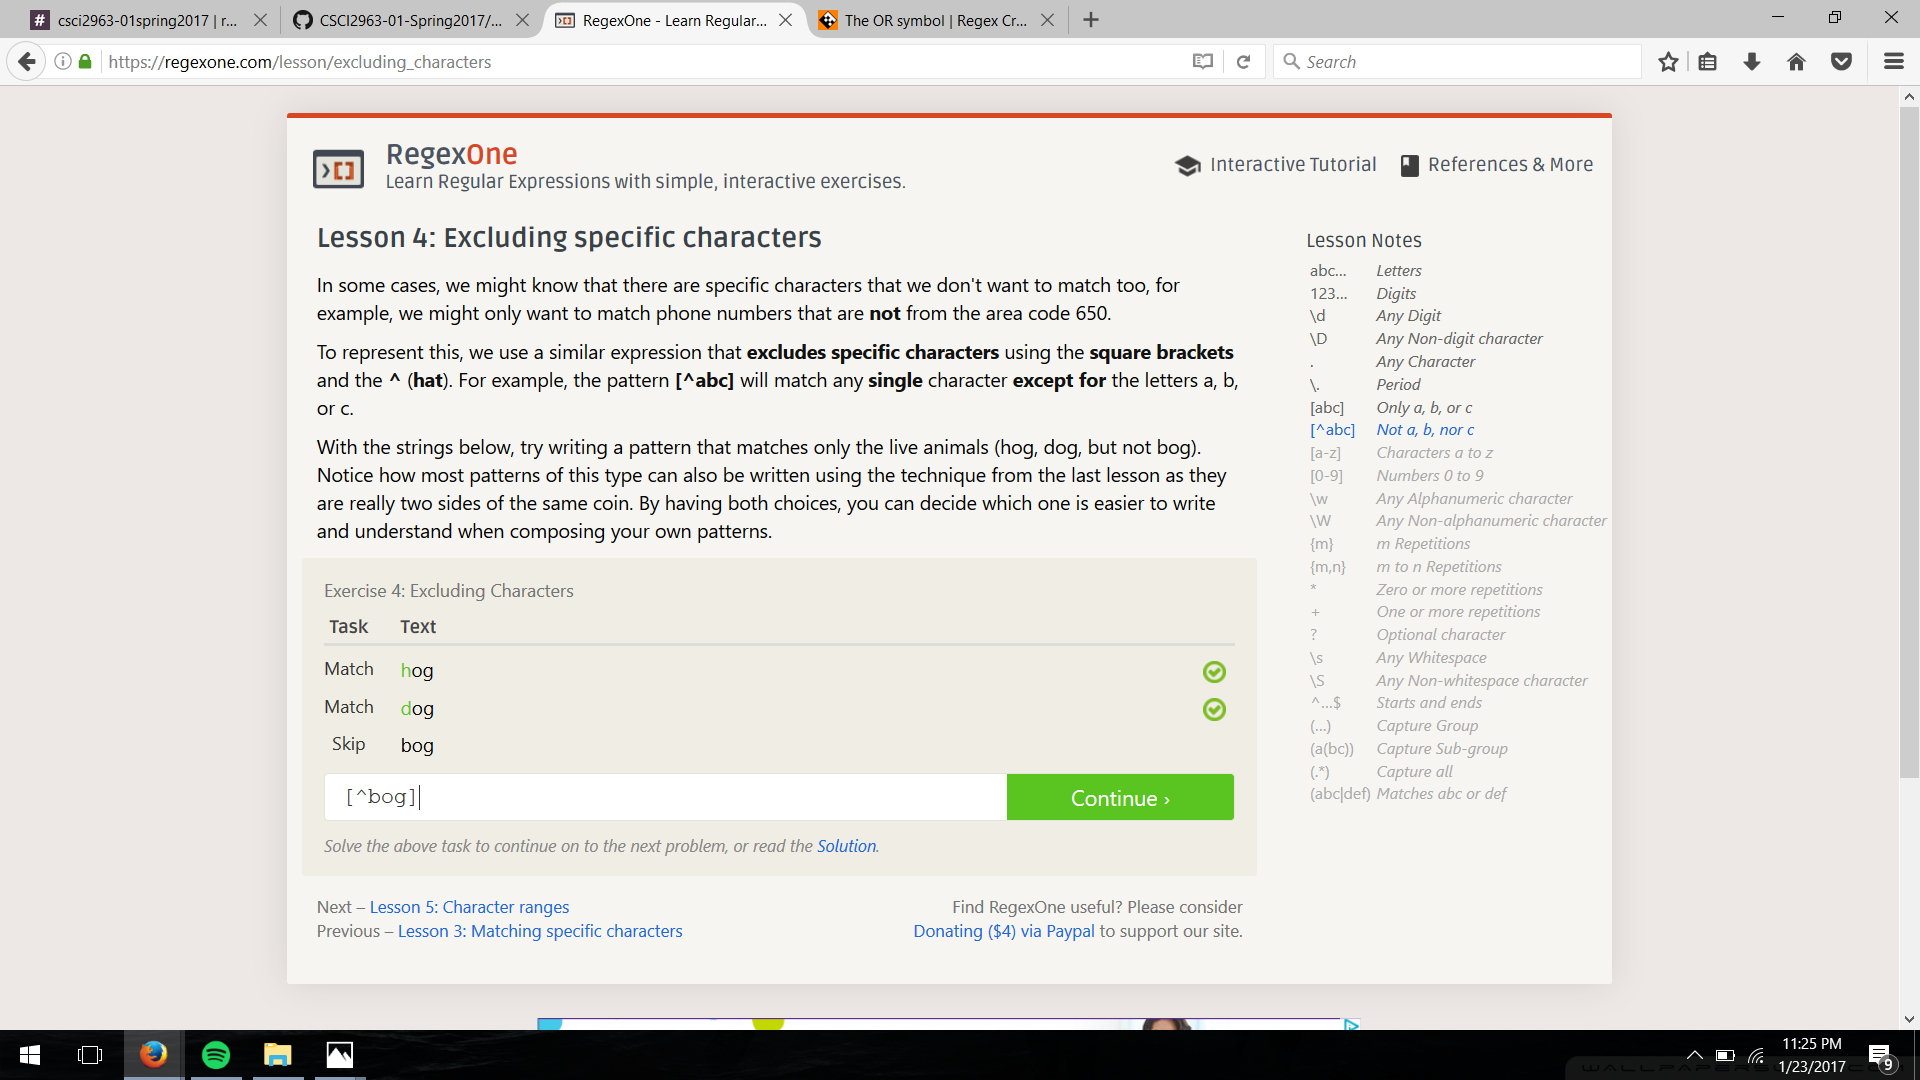 csci2963-01spring2017 | r...
CSCI2963-01-Spring2017/...
RegexOne - Learn Regular...
The OR symbol | Regex Cr...
https://regexone.com/lesson/excluding_characters
Search
RegexOne
Learn Regular Expressions with simple, interactive exercises.
Interactive Tutorial
References & More
Lesson 4: Excluding specific characters
In some cases, we might know that there are specific characters that we don't want to match too, for
example, we might only want to match phone numbers that are not from the area code 650.
To represent this, we use a similar expression that excludes specific characters using the square brackets
and the ^ (hat). For example, the pattern [^abc] will match any single character except for the letters a, b,
or c.
With the strings below, try writing a pattern that matches only the live animals (hog, dog, but not bog).
Notice how most patterns of this type can also be written using the technique from the last lesson as they
are really two sides of the same coin. By having both choices, you can decide which one is easier to write
and understand when composing your own patterns.
Exercise 4: Excluding Characters
Task Text
Match hog
Match dog
Skip bog
[^bog]
Continue ›
Solve the above task to continue on to the next problem, or read the Solution.
Next – Lesson 5: Character ranges
Previous – Lesson 3: Matching specific characters
Find RegexOne useful? Please consider
Donating ($4) via Paypal to support our site.
Lesson Notes
abc... Letters
123... Digits
\d Any Digit
\D Any Non-digit character
. Any Character
\. Period
[abc] Only a, b, or c
[^abc] Not a, b, nor c
[a-z] Characters a to z
[0-9] Numbers 0 to 9
\w Any Alphanumeric character
\W Any Non-alphanumeric character
{m} m Repetitions
{m,n} m to n Repetitions
* Zero or more repetitions
+ One or more repetitions
? Optional character
\s Any Whitespace
\S Any Non-whitespace character
^...$ Starts and ends
(...) Capture Group
(a(bc)) Capture Sub-group
(.*) Capture all
(abc|def) Matches abc or def
11:25 PM
1/23/2017
9